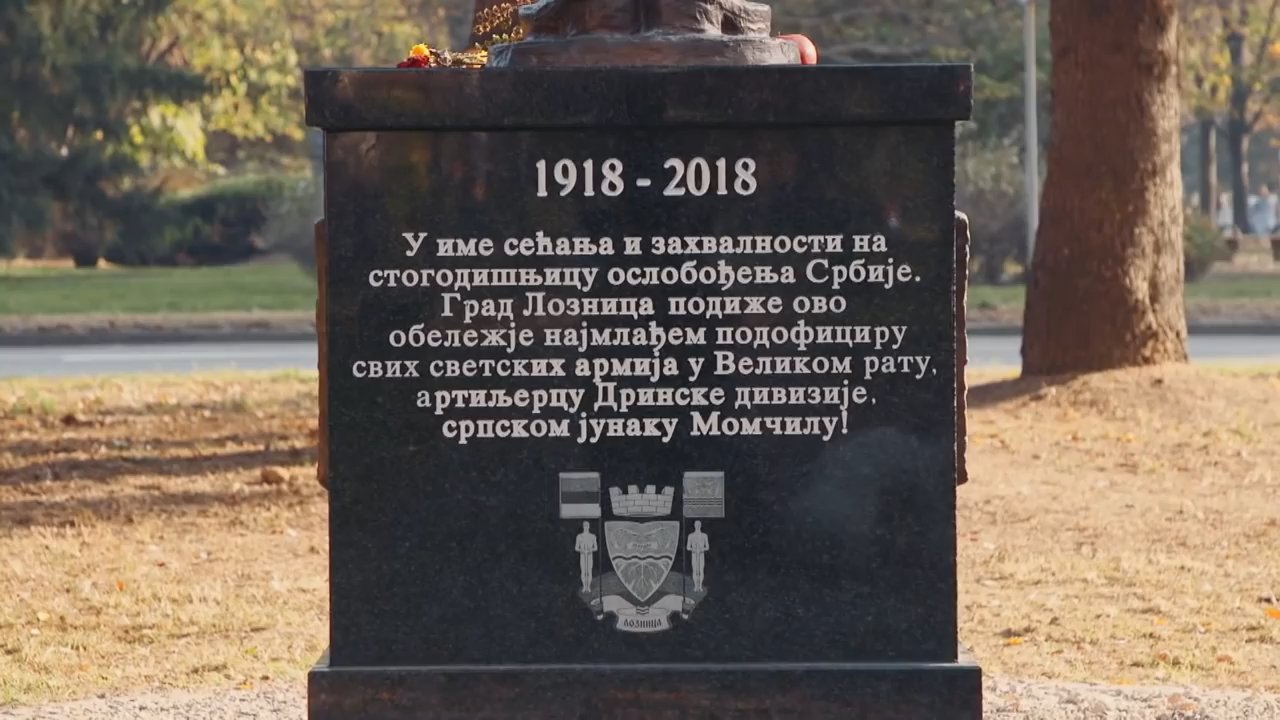 1918 - 2018
У име сећања и захвалности на
стогодишњицу ослобођења Србије.
Град Лозница подиже ово
обележје најмлађем подофициру
свих светских армија у Великом рату,
артиљерцу Дринске дивизије,
српском јунаку Момчилу!
ЛОЗНИЦА